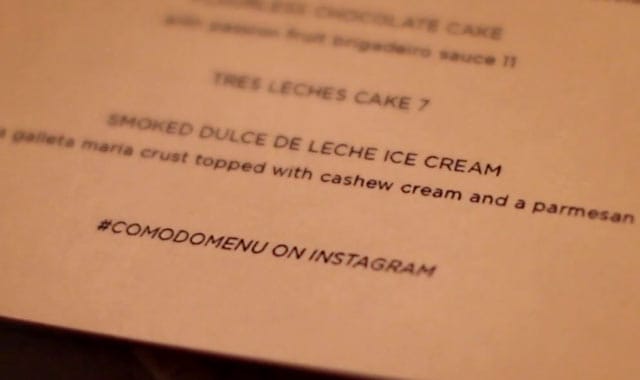 CHOCOLATE CAKE
passion fruit brigadeiro sauce 11
TRES LECHES CAKE 7
SMOKED DULCE DE LECHE ICE CREAM
a galleta maria crust topped with cashew cream and a parmesan
#COMODOMENU ON INSTAGRAM